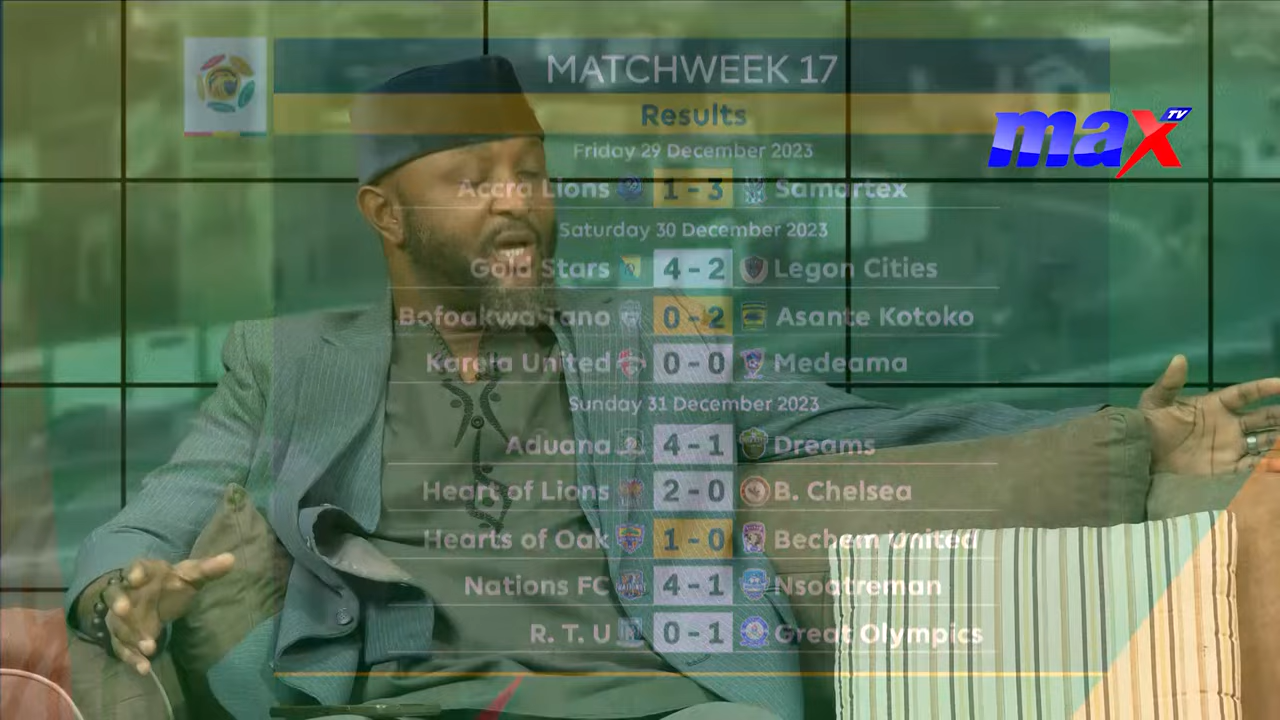 MATCHWEEK 17
Results
max TV
Friday 29 December 2023
Accra Lions 1 - 3 Samartex
Saturday 30 December 2023
Gold Stars 4 - 2 Legon Cities
Bofoakwa Tano 0 - 2 Asante Kotoko
Karela United 0 - 0 Medeama
Sunday 31 December 2023
Aduana 4 - 1 Dreams
Heart of Lions 2 - 0 B. Chelsea
Hearts of Oak 1 - 0 Bechem United
Nations FC 4 - 1 Nsoatreman
R. T. U 0 - 1 Great Olympics